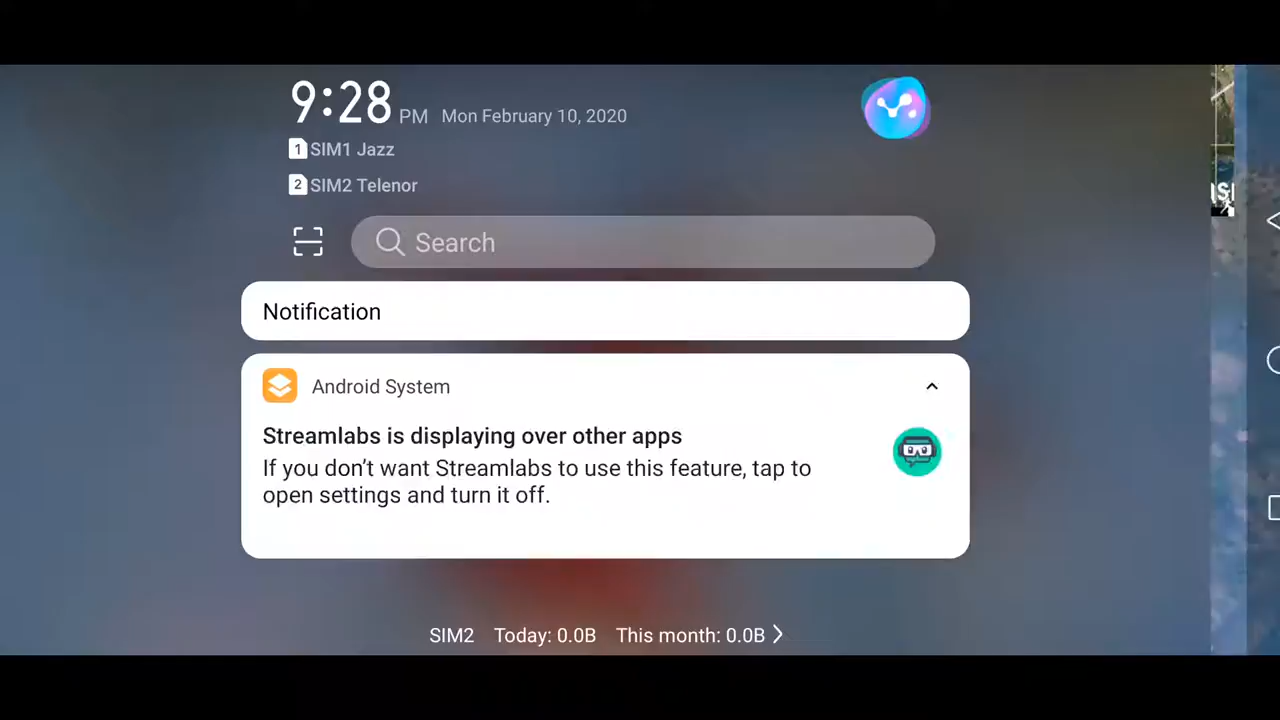 9:28 PM Mon February 10, 2020
1 SIM1 Jazz
2 SIM2 Telenor
Search
Notification
Android System
Streamlabs is displaying over other apps
If you don't want Streamlabs to use this feature, tap to
open settings and turn it off.
SIM2 Today: 0.0B This month: 0.0B